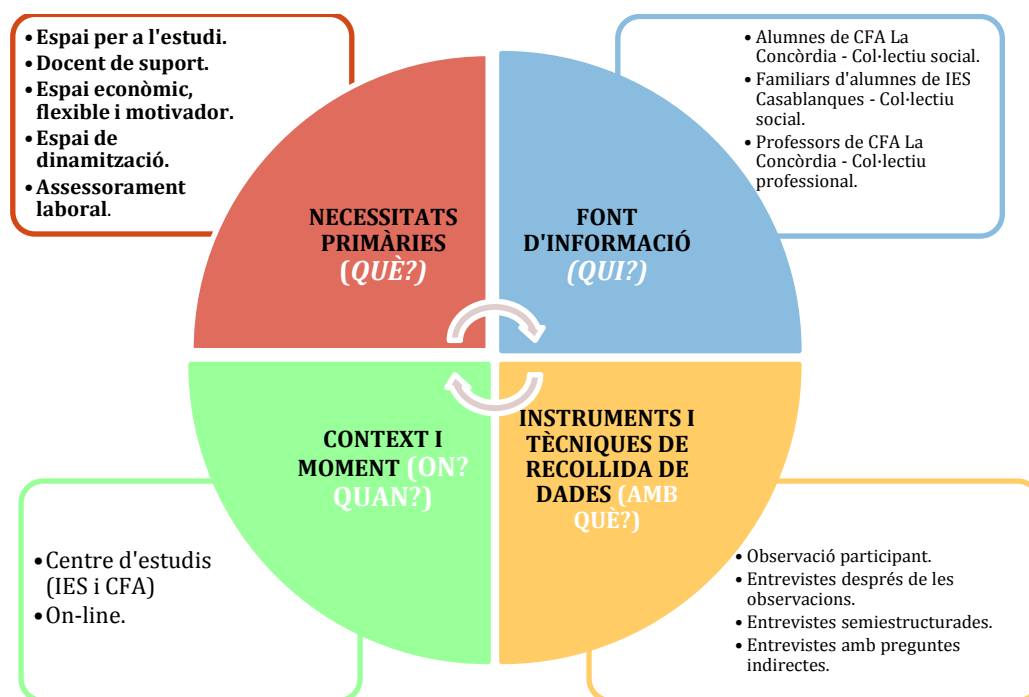 •Espai per a l'estudi.
•Docent de suport.
•Espai econòmic,
flexible i motivador.
•Espai de
dinamització.
•Assessorament
laboral.
NECESSITATS
PRIMÀRIES
(QUÈ?)
•Alumnes de CFA La
Concòrdia - Col·lectiu social.
•Familiars d'alumnes de IES
Casablanques - Col·lectiu
social.
•Professors de CFA La
Concòrdia - Col·lectiu
professional.
FONT
D'INFORMACIÓ
(QUI?)
CONTEXT I
MOMENT (ON?
QUAN?)
•Centre d'estudis
(IES i CFA)
•On-line.
INSTRUMENTS I
TÈCNIQUES DE
RECOLLIDA DE
DADES (AMB
QUÈ?)
•Observació participant.
•Entrevistes després de les
observacions.
•Entrevistes semiestructurades.
•Entrevistes amb preguntes
indirectes.